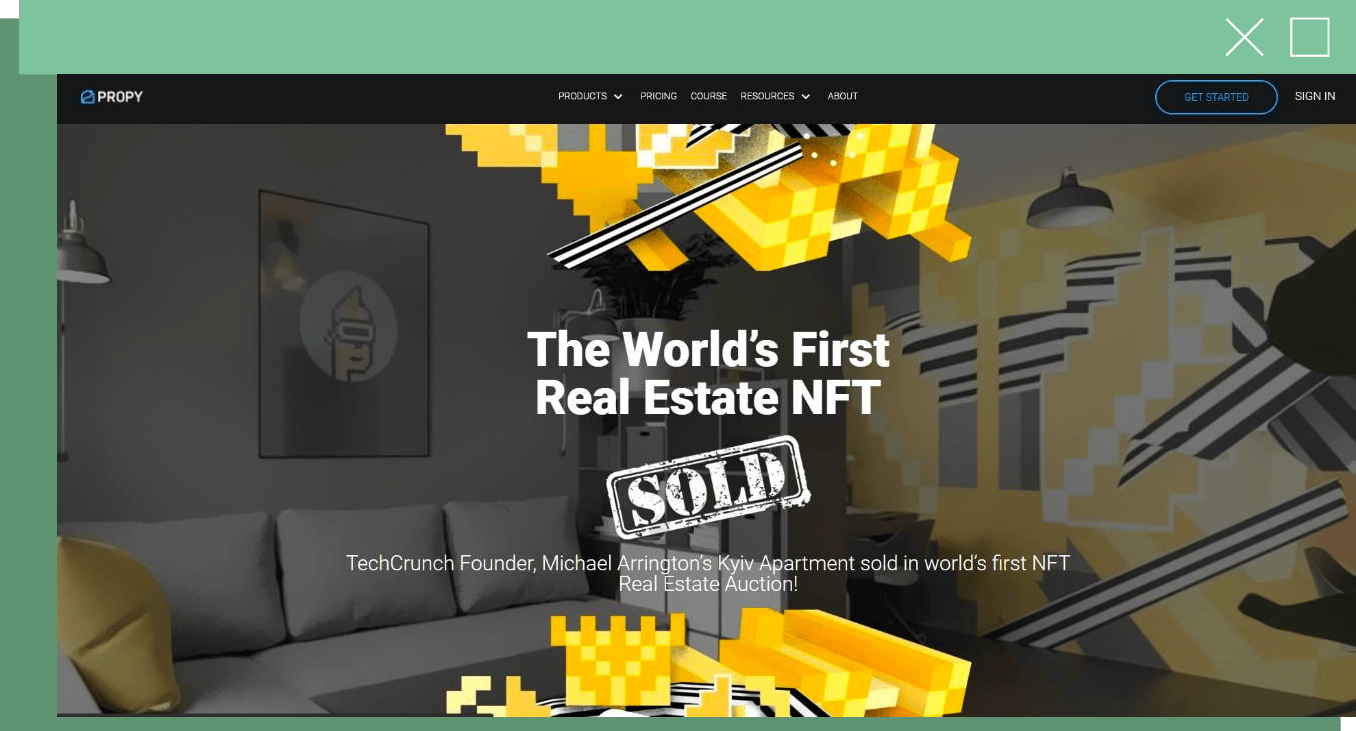 PROPY
PRODUCTS PRICING COURSE RESOURCES ABOUT
GET STARTED
SIGN IN
The World’s First
Real Estate NFT
SOLD
TechCrunch Founder, Michael Arrington’s Kyiv Apartment sold in world’s first NFT
Real Estate Auction!